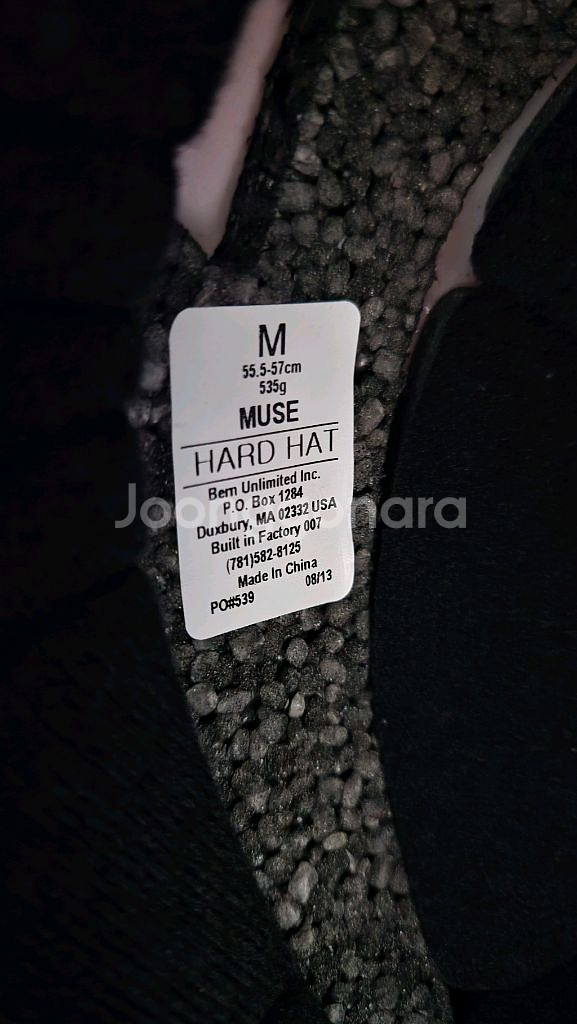 M
55.5-57cm
535g
MUSE
HARD HAT
Bern Unlimited Inc.
P.O. Box 1284
Duxbury, MA 02332 USA
Built in Factory 007
(781)582-8125
Made In China
PO#539 08/13